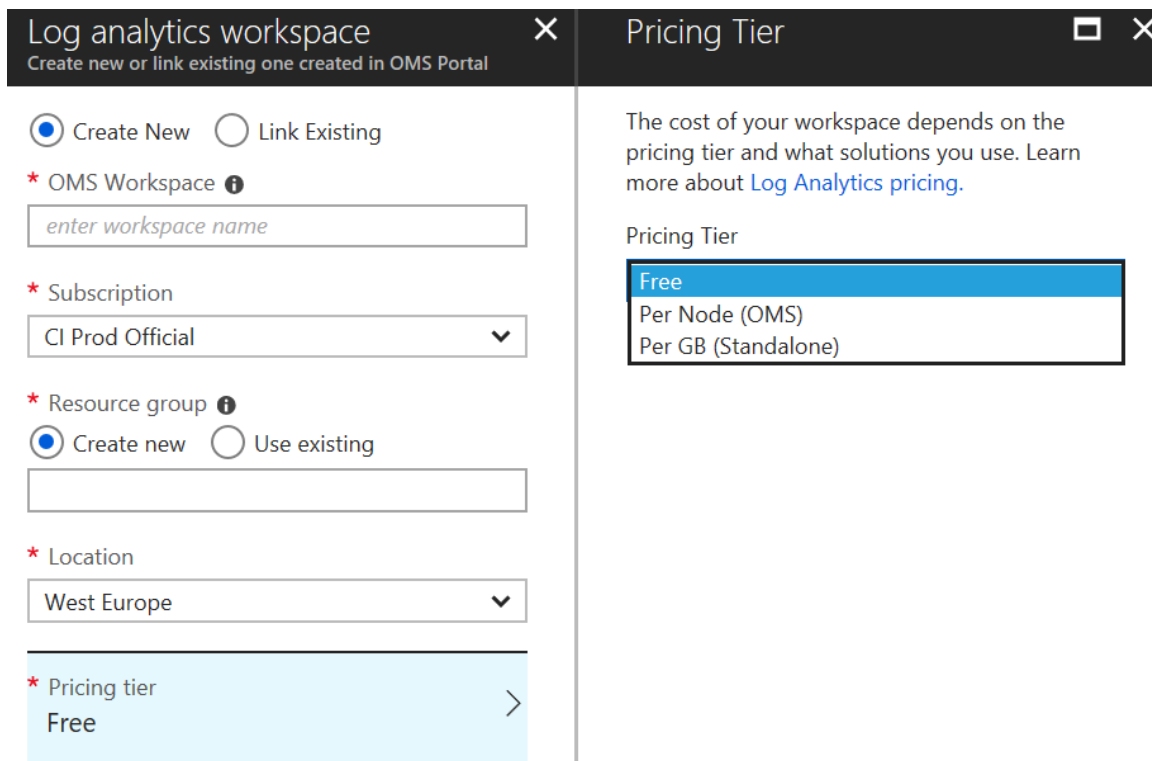 Log analytics workspace
Create new or link existing one created in OMS Portal
Create New Link Existing
* OMS Workspace
enter workspace name
* Subscription
CI Prod Official
* Resource group
Create new Use existing
* Location
West Europe
* Pricing tier
Free
Pricing Tier
The cost of your workspace depends on the
pricing tier and what solutions you use. Learn
more about Log Analytics pricing.
Pricing Tier
Free
Per Node (OMS)
Per GB (Standalone)